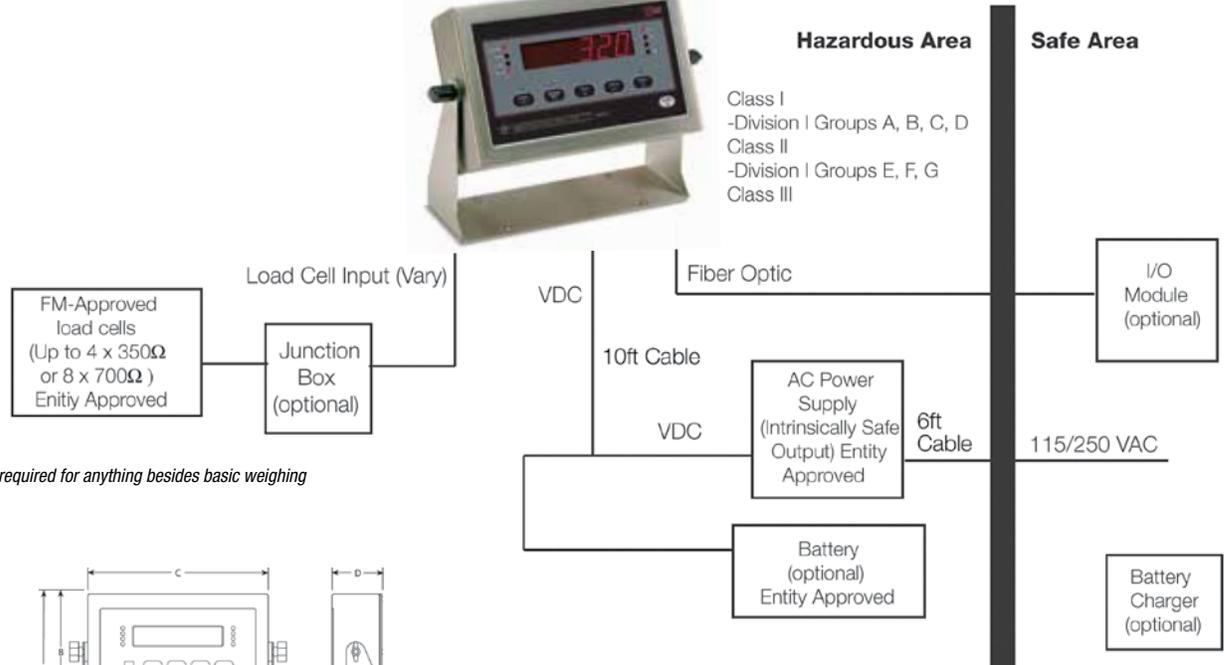 320
Hazardous Area
Safe Area
Class I
-Division I Groups A, B, C, D
Class II
-Division I Groups E, F, G
Class III
Load Cell Input (Vary)
VDC
Fiber Optic
I/O
Module
(optional)
FM-Approved
load cells
(Up to 4 x 350Ω
or 8 x 700Ω )
Enitiy Approved
Junction
Box
(optional)
10ft Cable
VDC
AC Power
Supply
(Intrinsically Safe
Output) Entity
Approved
6ft
Cable
115/250 VAC
required for anything besides basic weighing
Battery
(optional)
Entity Approved
Battery
Charger
(optional)
C
D
B